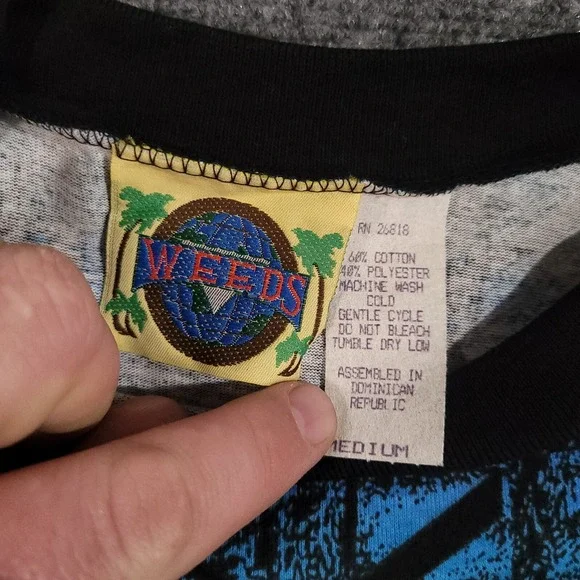 WEEDS
RN 26818
60% COTTON
40% POLYESTER
MACHINE WASH
COLD
GENTLE CYCLE
DO NOT BLEACH
TUMBLE DRY LOW
ASSEMBLED IN
DOMINICAN
REPUBLIC
MEDIUM